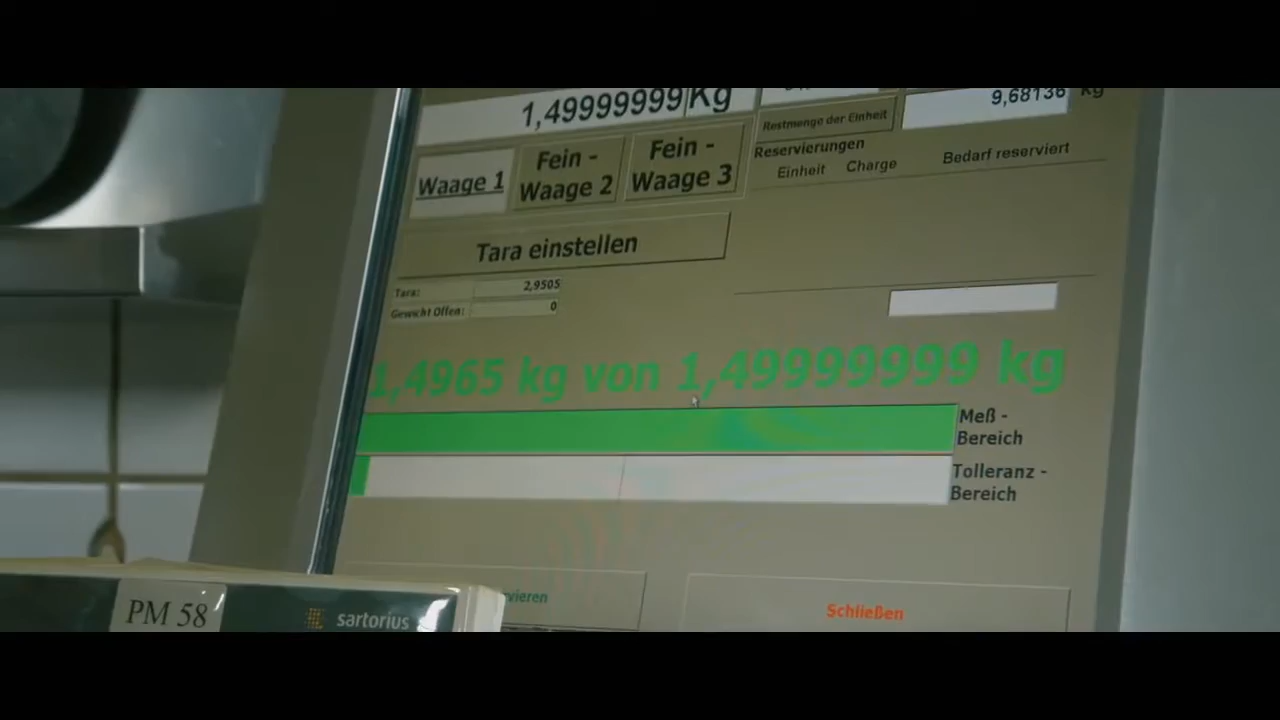 1,49999999 Kg
9,68136 Kg
Restmenge der Einheit
Waage 1
Fein -
Waage 2
Fein -
Waage 3
Reservierungen
Einheit Charge Bedarf reserviert
Tara einstellen
Tara: 2,9505
Gewicht Offen: 0
1,4965 kg von 1,49999999 kg
Meß -
Bereich
Tolleranz -
Bereich
Schließen
PM 58
sartorius